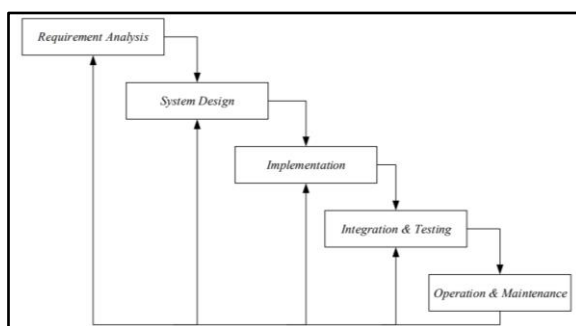 Requirement Analysis
System Design
Implementation
Integration & Testing
Operation & Maintenance